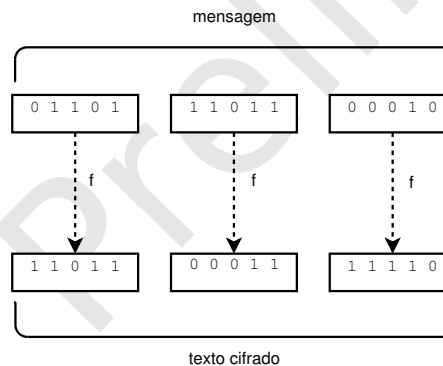 mensagem
0 1 1 0 1 1 1 0 1 1 0 0 0 1 0
f f f
1 1 0 1 1 0 0 0 1 1 1 1 1 1 0
texto cifrado
Preli